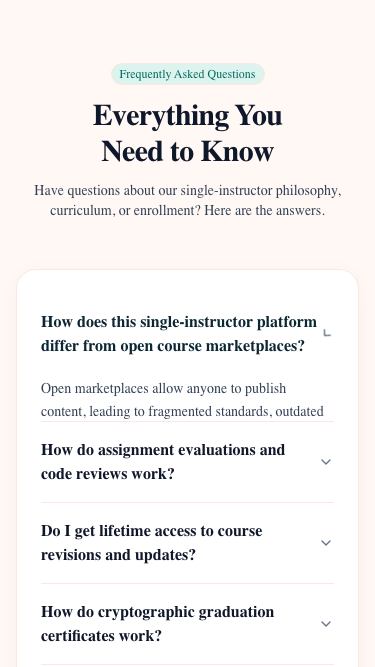 Frequently Asked Questions
Everything You
Need to Know
Have questions about our single-instructor philosophy,
curriculum, or enrollment? Here are the answers.
How does this single-instructor platform
differ from open course marketplaces?
Open marketplaces allow anyone to publish
content, leading to fragmented standards, outdated
How do assignment evaluations and
code reviews work?
Do I get lifetime access to course
revisions and updates?
How do cryptographic graduation
certificates work?